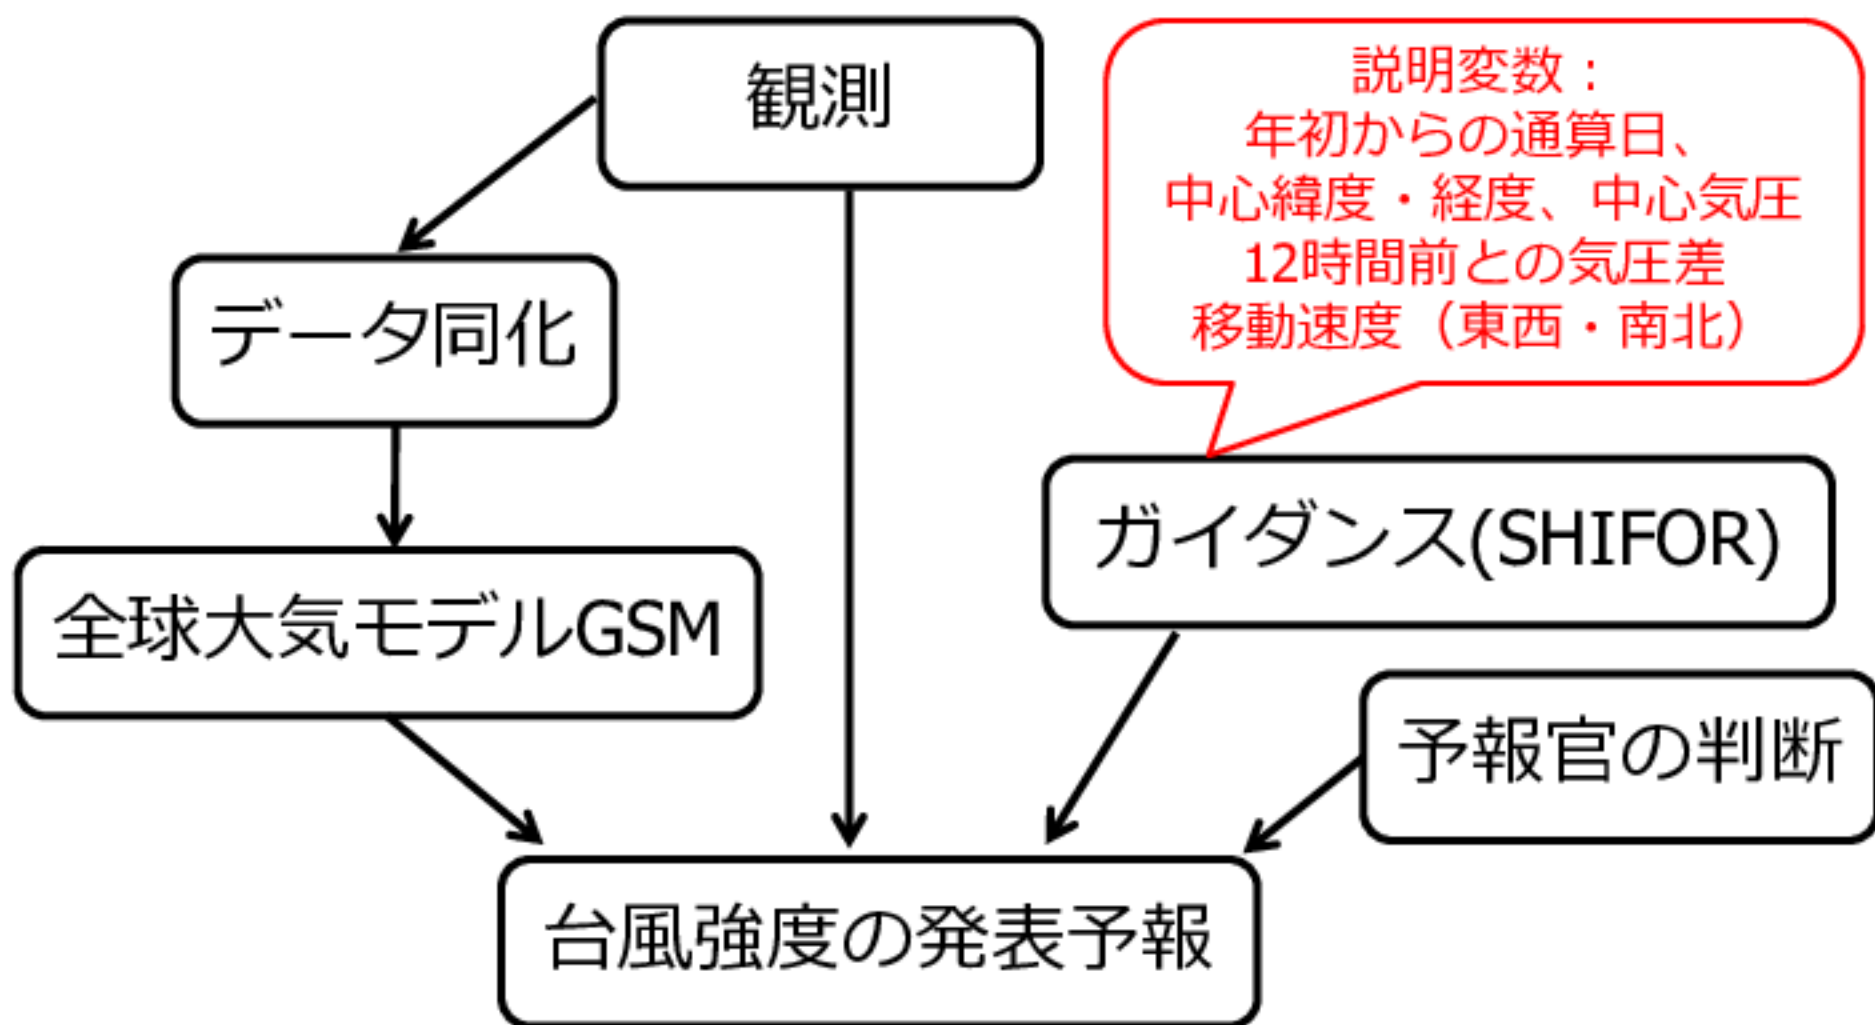 観測
説明変数：
年初からの通算日、
中心緯度・経度、中心気圧
12時間前との気圧差
移動速度（東西・南北）
データ同化
ガイダンス(SHIFOR)
全球大気モデルGSM
予報官の判断
台風強度の発表予報